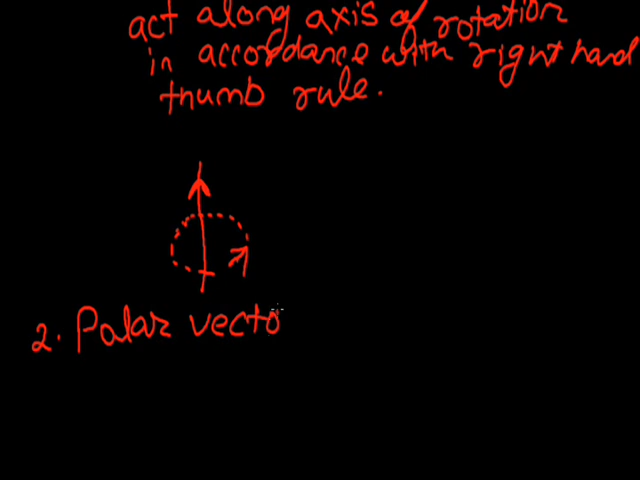 act along axis of rotation
in accordance with right hand
thumb rule.
2. Polar vecto